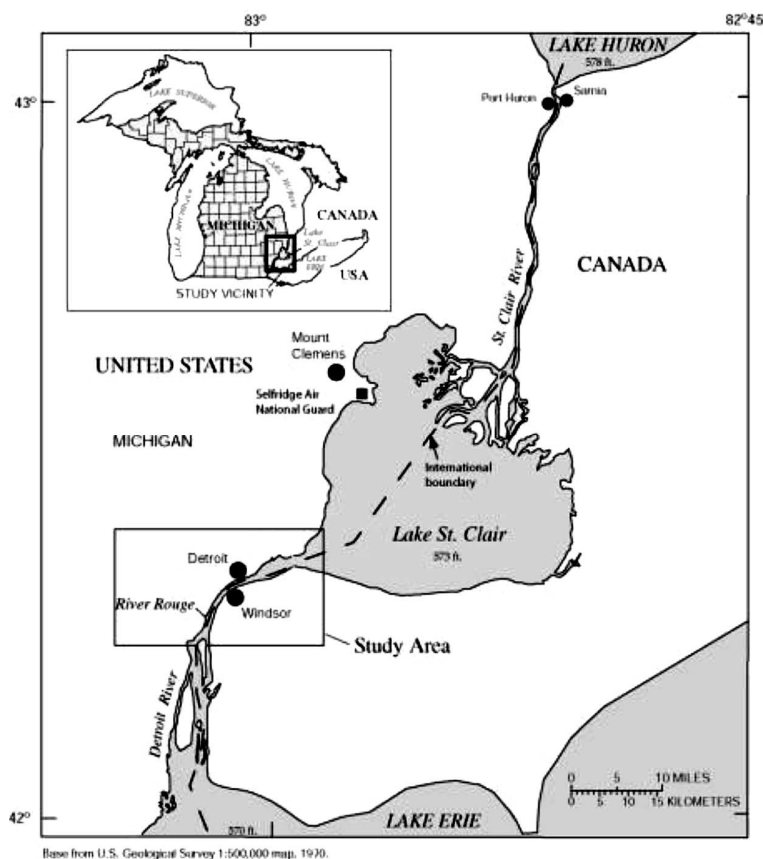 83°
82°45
LAKE HURON
578 ft.
43°
Port Huron
Sarnia
LAKE SUPERIOR
LAKE MICHIGAN
LAKE HURON
CANADA
MICHIGAN
Lake
St. Clair
LAKE
ERIE
USA
STUDY VICINITY
St. Clair River
CANADA
Mount
Clemens
UNITED STATES
Selfridge Air
National Guard
MICHIGAN
International
boundary
Lake St. Clair
573 ft.
Detroit
River Rouge
Windsor
Study Area
Detroit River
0 5 10 MILES
0 5 10 15 KILOMETERS
42°
570 ft.
LAKE ERIE
Base from U.S. Geological Survey 1:500,000 map, 1970.